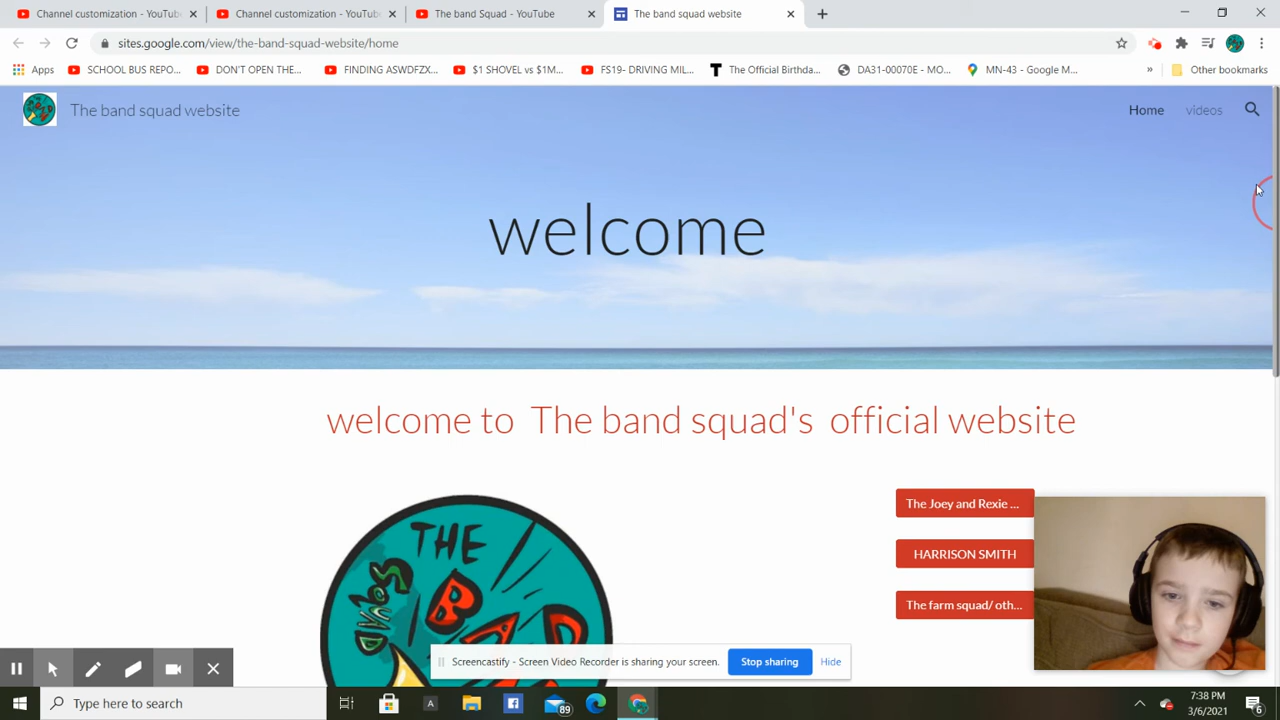 Channel customization - YouTub
Channel customization - YouTub
The band Squad - YouTube
The band squad website
sites.google.com/view/the-band-squad-website/home
Apps
SCHOOL BUS REPO...
DON'T OPEN THE...
FINDING ASWDFZX...
$1 SHOVEL vs $1M...
FS19- DRIVING MIL...
The Official Birthda...
DA31-00070E - MO...
MN-43 - Google M...
»
Other bookmarks
The band squad website
Home
videos
welcome
welcome to The band squad's official website
The Joey and Rexie ...
HARRISON SMITH
The farm squad/ oth...
THE
BAND
SQUAD
Screencastify - Screen Video Recorder is sharing your screen.
Stop sharing
Hide
Type here to search
89
7:38 PM
3/6/2021
6